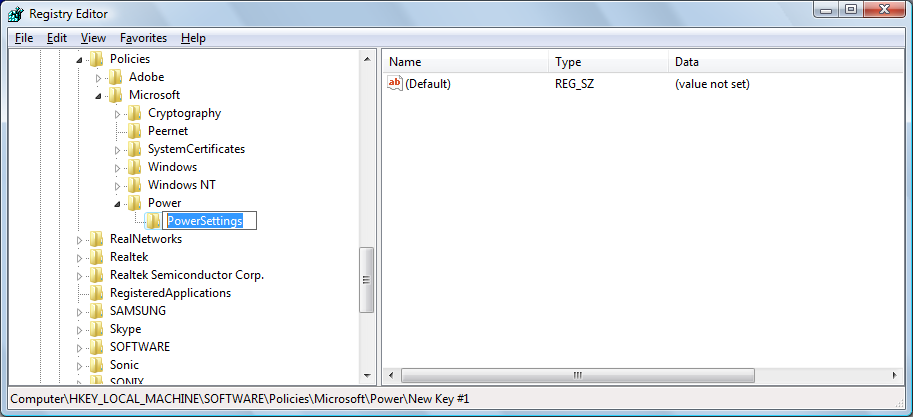 Registry Editor
File Edit View Favorites Help
Policies
Adobe
Microsoft
Cryptography
Peernet
SystemCertificates
Windows
Windows NT
Power
PowerSettings
RealNetworks
Realtek
Realtek Semiconductor Corp.
RegisteredApplications
SAMSUNG
Skype
SOFTWARE
Sonic
SONIX
Name Type Data
ab (Default) REG_SZ (value not set)
Computer\HKEY_LOCAL_MACHINE\SOFTWARE\Policies\Microsoft\Power\New Key #1